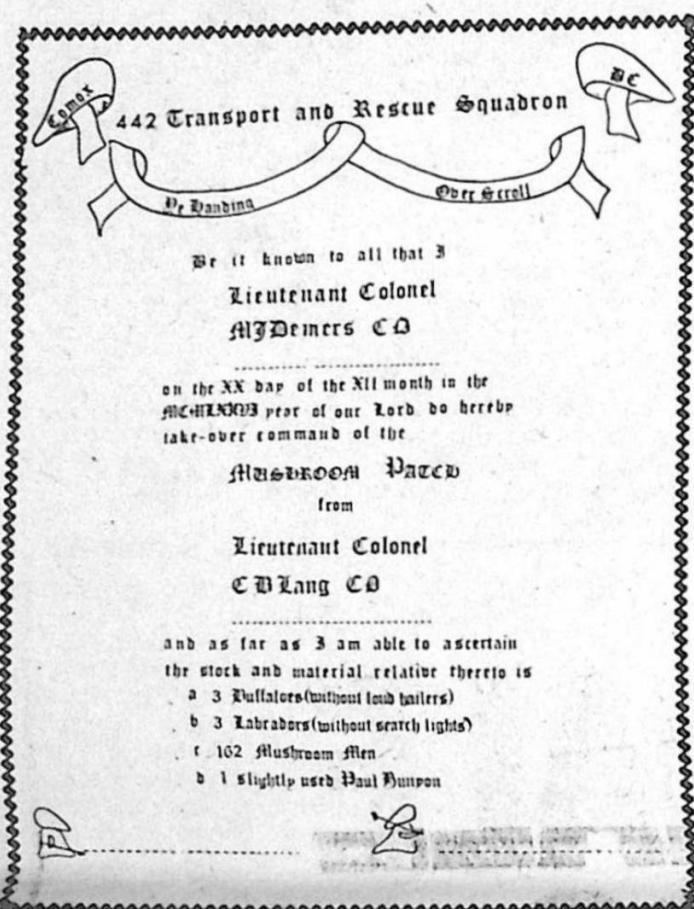 Comox
BC
442 Transport and Rescue Squadron
Ye Handing
Over Scroll
Be it known to all that I
Lieutenant Colonel
MJDemers CO
on the XX day of the XII month in the
MCMLXXVI year of our Lord do hereby
take-over command of the
Mushroom Patch
from
Lieutenant Colonel
C B Lang CO
and as far as I am able to ascertain
the stock and material relative thereto is
a 3 Buffaloes(without loud hailers)
b 3 Labradors(without search lights)
c 162 Mushroom Men
d 1 slightly used Paul Bunyon